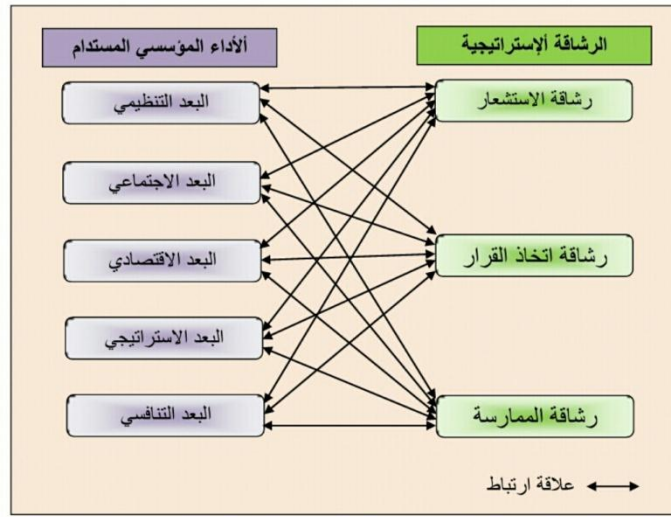 الرشاقة ألإستراتيجية
ألأداء المؤسسي المستدام
رشاقة الاستشعار
البعد التنظيمي
البعد الاجتماعي
رشاقة اتخاذ القرار
البعد الاقتصادي
البعد الاستراتيجي
رشاقة الممارسة
البعد التنافسي
علاقة ارتباط